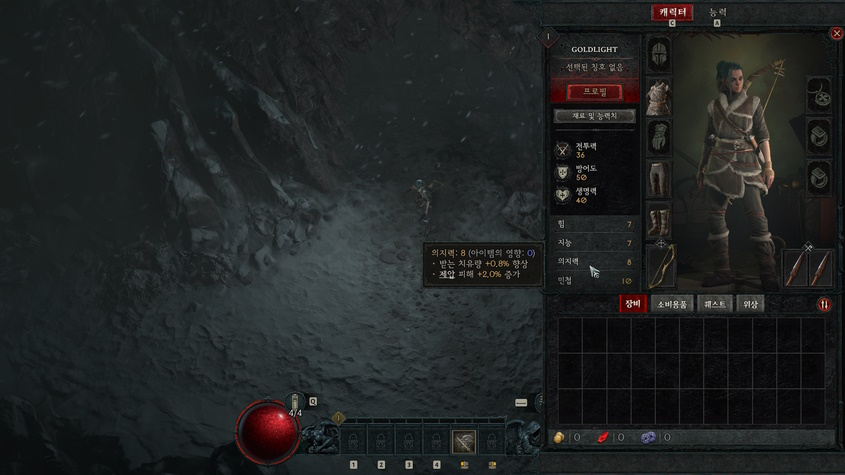 캐릭터
능력
C
A
I
GOLDLIGHT
선택된 칭호 없음
프로필
재료 및 능력치
전투력
36
방어도
50
생명력
40
힘 7
지능 7
의지력 8
민첩 10
의지력: 8 (아이템의 영향: 0)
· 받는 치유량 +0.8% 향상
· 제압 피해 +2.0% 증가
장비
소비용품
퀘스트
위상
0
0
0
4/4
Q
1
2
3
4